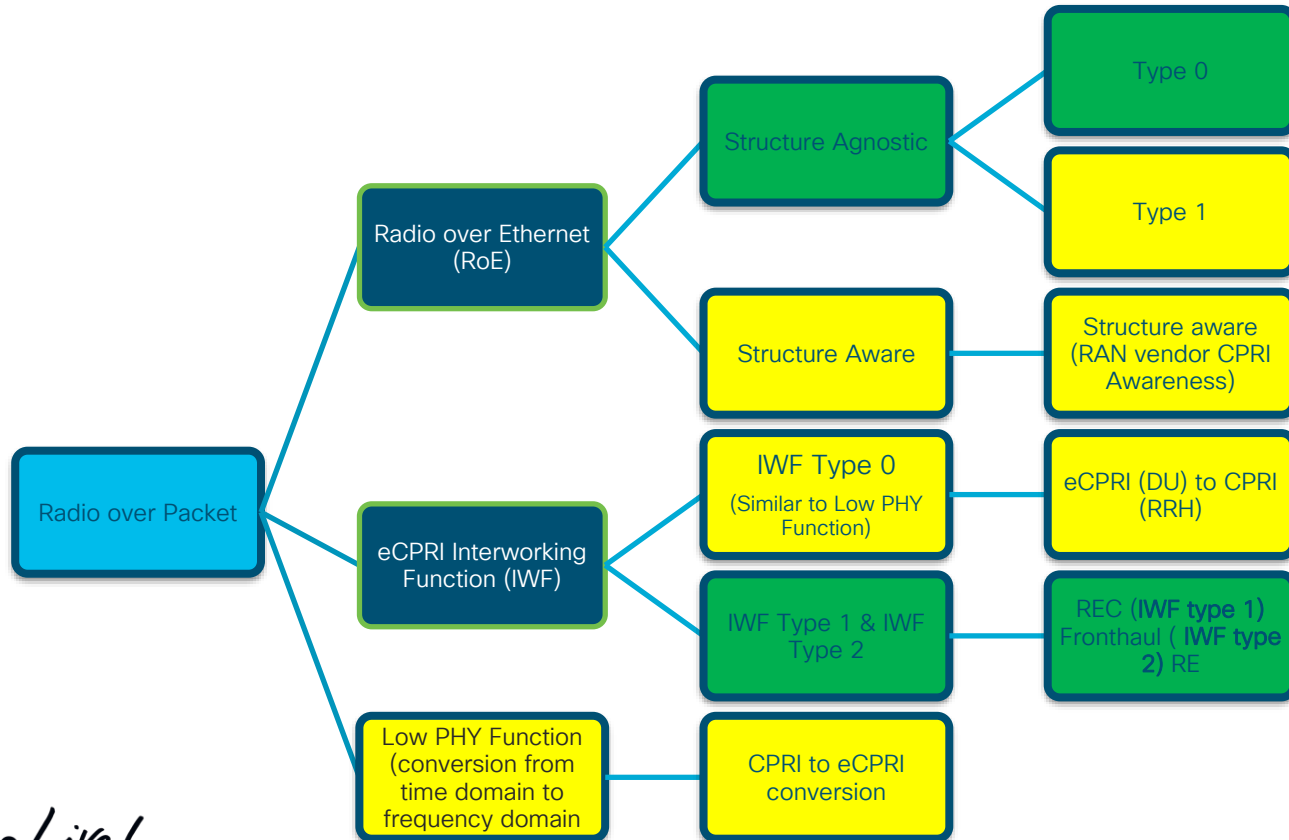 Radio over Packet
Radio over Ethernet
(RoE)
eCPRI Interworking
Function (IWF)
Low PHY Function
(conversion from
time domain to
frequency domain
Structure Agnostic
Structure Aware
IWF Type 0
(Similar to Low PHY
Function)
IWF Type 1 & IWF
Type 2
CPRI to eCPRI
conversion
Type 0
Type 1
Structure aware
(RAN vendor CPRI
Awareness)
eCPRI (DU) to CPRI
(RRH)
REC (IWF type 1)
Fronthaul ( IWF type
2) RE